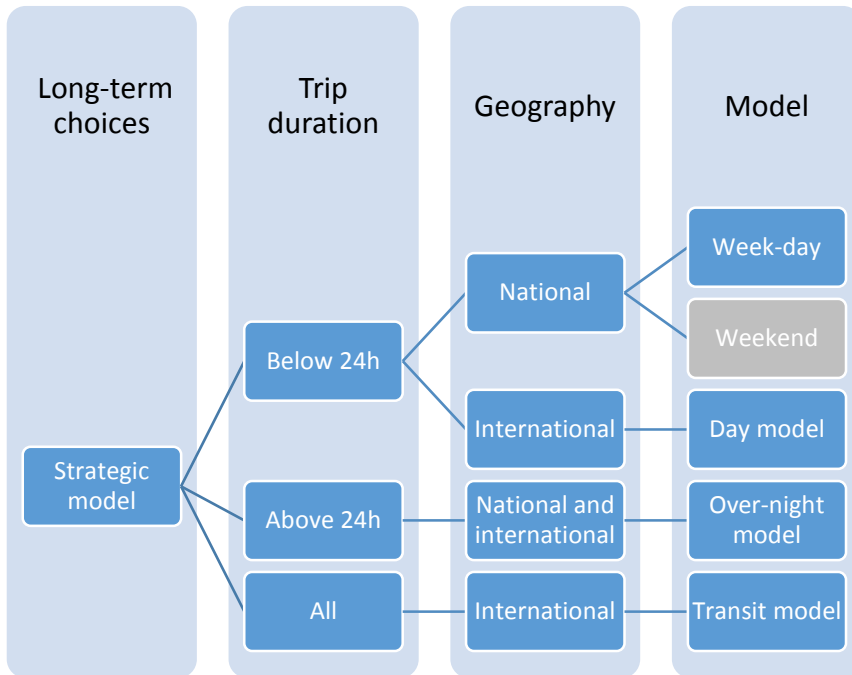 Long-term
choices
Trip
duration
Geography
Model
Week-day
National
Weekend
Below 24h
International
Day model
Strategic
model
Above 24h
National and
international
Over-night
model
All
International
Transit model